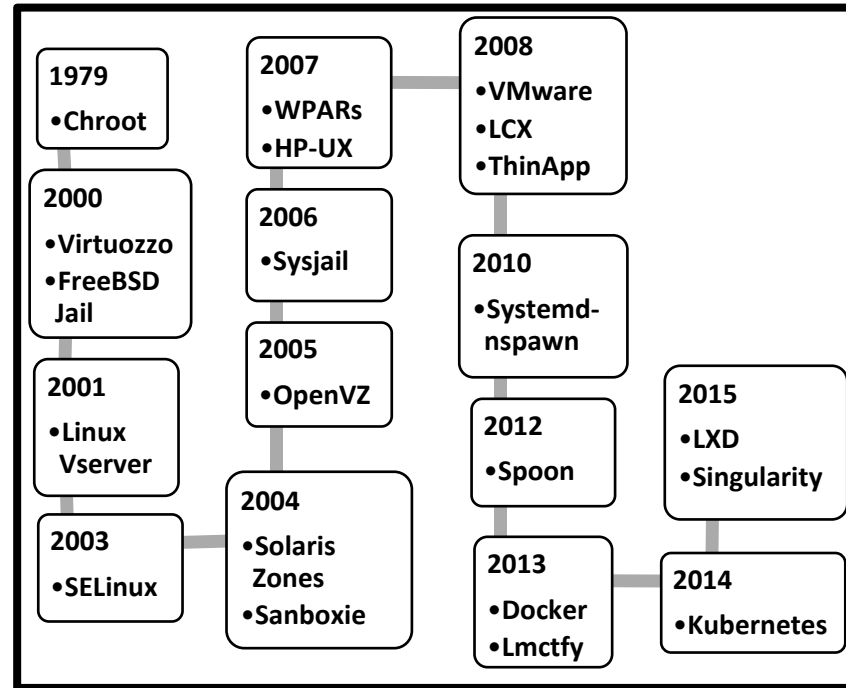 1979
•Chroot
2000
•Virtuozzo
•FreeBSD
Jail
2001
•Linux
Vserver
2003
•SELinux
2004
•Solaris
Zones
•Sanboxie
2005
•OpenVZ
2006
•Sysjail
2007
•WPARs
•HP-UX
2008
•VMware
•LCX
•ThinApp
2010
•Systemd-
nspawn
2012
•Spoon
2013
•Docker
•Lmctfy
2014
•Kubernetes
2015
•LXD
•Singularity